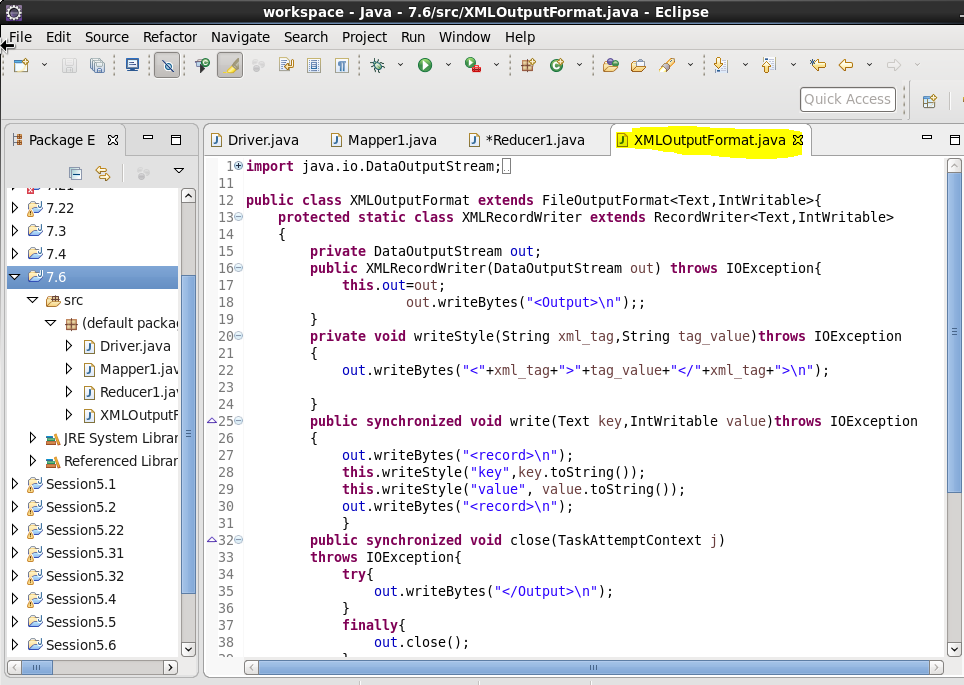 workspace - Java - 7.6/src/XMLOutputFormat.java - Eclipse
File Edit Source Refactor Navigate Search Project Run Window Help
Quick Access
Package E
Driver.java Mapper1.java *Reducer1.java XMLOutputFormat.java
7.21
7.22
7.3
7.4
7.6
src
(default packag
Driver.java
Mapper1.jav
Reducer1.jav
XMLOutputF
JRE System Librar
Referenced Librar
Session5.1
Session5.2
Session5.22
Session5.31
Session5.32
Session5.4
Session5.5
Session5.6
1 import java.io.DataOutputStream;
11
12 public class XMLOutputFormat extends FileOutputFormat<Text,IntWritable>{
13 protected static class XMLRecordWriter extends RecordWriter<Text,IntWritable>
14 {
15 private DataOutputStream out;
16 public XMLRecordWriter(DataOutputStream out) throws IOException{
17 this.out=out;
18 out.writeBytes("<Output>\n");;
19 }
20 private void writeStyle(String xml_tag,String tag_value)throws IOException
21 {
22 out.writeBytes("<"+xml_tag+">"+tag_value+"</"+xml_tag+">\n");
23
24 }
25 public synchronized void write(Text key,IntWritable value)throws IOException
26 {
27 out.writeBytes("<record>\n");
28 this.writeStyle("key",key.toString());
29 this.writeStyle("value", value.toString());
30 out.writeBytes("<record>\n");
31 }
32 public synchronized void close(TaskAttemptContext j)
33 throws IOException{
34 try{
35 out.writeBytes("</Output>\n");
36 }
37 finally{
38 out.close();